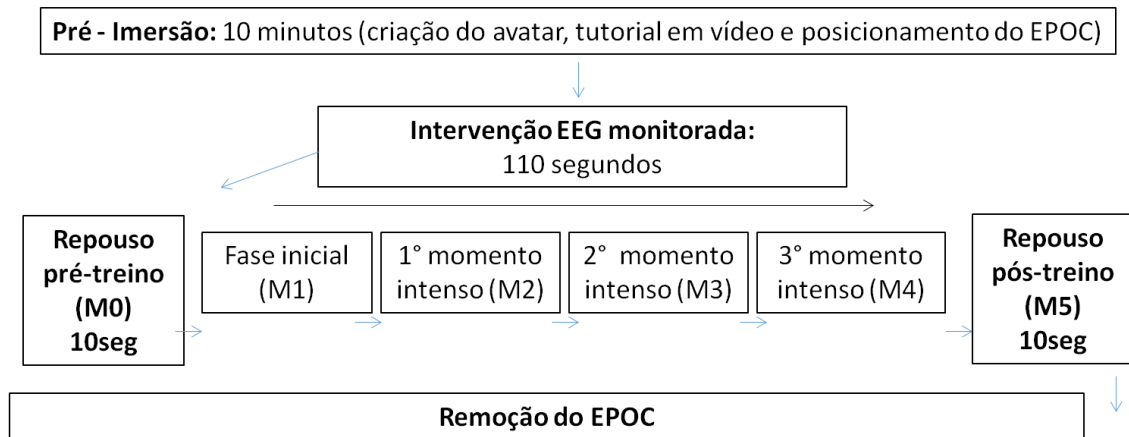 Pré - Imersão: 10 minutos (criação do avatar, tutorial em vídeo e posicionamento do EPOC)
Intervenção EEG monitorada:
110 segundos
Repouso
pré-treino
(M0)
10seg
Fase inicial
(M1)
1° momento
intenso (M2)
2° momento
intenso (M3)
3° momento
intenso (M4)
Repouso
pós-treino
(M5)
10seg
Remoção do EPOC